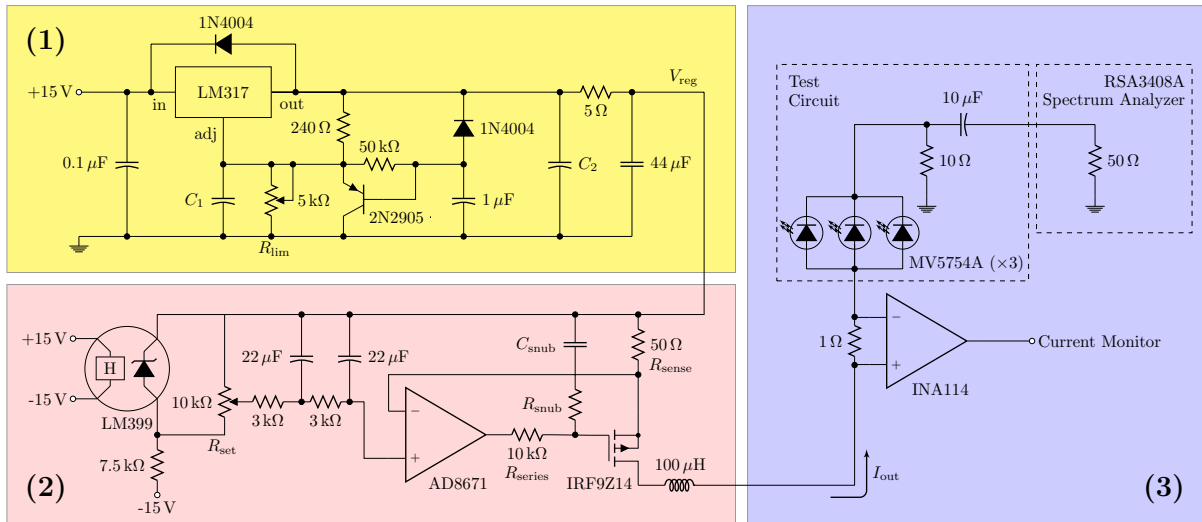 (1)
1N4004
+15 V
in
LM317
out
adj
V_reg
240 Ω
5 Ω
1N4004
50 kΩ
0.1 µF
C_1
5 kΩ
R_lim
2N2905
1 µF
C_2
44 µF
(2)
+15 V
H
-15 V
LM399
7.5 kΩ
-15 V
10 kΩ
R_set
3 kΩ
3 kΩ
22 µF
22 µF
−
+
AD8671
10 kΩ
R_series
C_snub
R_snub
50 Ω
R_sense
IRF9Z14
100 µH
(3)
Test
Circuit
10 µF
10 Ω
RSA3408A
Spectrum Analyzer
50 Ω
MV5754A (×3)
1 Ω
−
+
INA114
Current Monitor
I_out